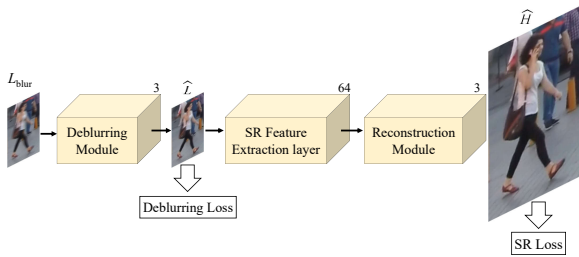 L_blur
3
Deblurring
Module
L̂
64
SR Feature
Extraction layer
3
Reconstruction
Module
Ĥ
Deblurring Loss
SR Loss